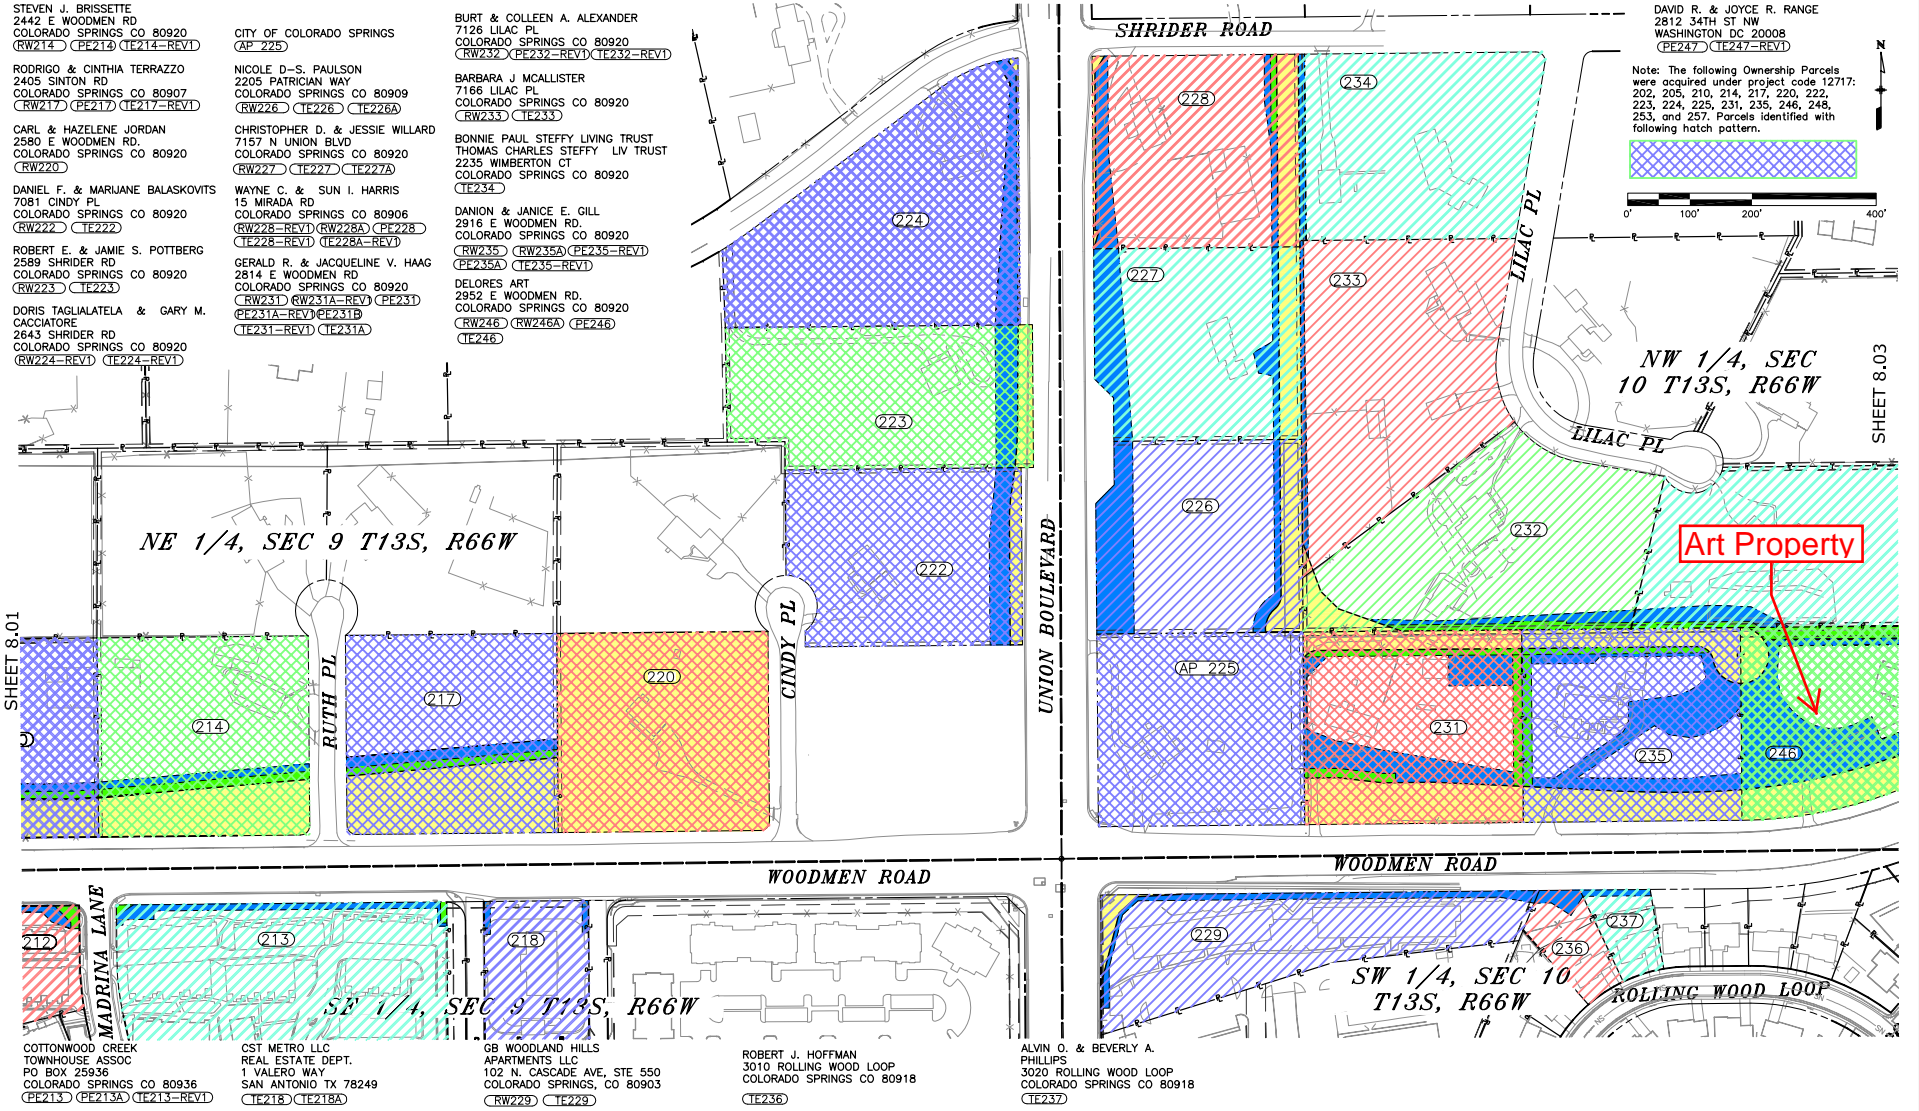 STEVEN J. BRISSETTE
2442 E WOODMEN RD
COLORADO SPRINGS CO 80920
RW214 PE214 TE214-REV1
RODRIGO & CINTHIA TERRAZZO
2405 SINTON RD
COLORADO SPRINGS CO 80907
RW217 PE217 TE217-REV1
CARL & HAZELENE JORDAN
2580 E WOODMEN RD.
COLORADO SPRINGS CO 80920
RW220
DANIEL F. & MARIJANE BALASKOVITS
7081 CINDY PL
COLORADO SPRINGS CO 80920
RW222 TE222
ROBERT E. & JAMIE S. POTTBERG
2589 SHRIDER RD
COLORADO SPRINGS CO 80920
RW223 TE223
DORIS TAGLIALATELA & GARY M.
CACCIATORE
2643 SHRIDER RD
COLORADO SPRINGS CO 80920
RW224-REV1 TE224-REV1
CITY OF COLORADO SPRINGS
AP 225
NICOLE D-S. PAULSON
2205 PATRICIAN WAY
COLORADO SPRINGS CO 80909
RW226 TE226 TE226A
CHRISTOPHER D. & JESSIE WILLARD
7157 N UNION BLVD
COLORADO SPRINGS CO 80920
RW227 TE227 TE227A
WAYNE C. & SUN I. HARRIS
15 MIRADA RD
COLORADO SPRINGS CO 80906
RW228-REV1 RW228A PE228
TE228-REV1 TE228A-REV1
GERALD R. & JACQUELINE V. HAAG
2814 E WOODMEN RD
COLORADO SPRINGS CO 80920
RW231 RW231A-REV1 PE231
PE231A-REV1 PE231B
TE231-REV1 TE231A
BURT & COLLEEN A. ALEXANDER
7126 LILAC PL
COLORADO SPRINGS CO 80920
RW232 PE232-REV1 TE232-REV1
BARBARA J MCALLISTER
7166 LILAC PL
COLORADO SPRINGS CO 80920
RW233 TE233
BONNIE PAUL STEFFY LIVING TRUST
THOMAS CHARLES STEFFY LIV TRUST
2235 WIMBERTON CT
COLORADO SPRINGS CO 80920
TE234
DANION & JANICE E. GILL
2916 E WOODMEN RD.
COLORADO SPRINGS CO 80920
RW235 RW235A PE235-REV1
PE235A TE235-REV1
DELORES ART
2952 E WOODMEN RD.
COLORADO SPRINGS CO 80920
RW246 RW246A PE246
TE246
DAVID R. & JOYCE R. RANGE
2812 34TH ST NW
WASHINGTON DC 20008
PE247 TE247-REV1
Note: The following Ownership Parcels
were acquired under project code 12717:
202, 205, 210, 214, 217, 220, 222,
223, 224, 225, 231, 235, 246, 248,
253, and 257. Parcels identified with
following hatch pattern.
N
0' 100' 200' 400'
SHRIDER ROAD
228
234
224
LILAC PL
227
233
NW 1/4, SEC
10 T13S, R66W
SHEET 8.03
223
LILAC PL
226
232
Art Property
NE 1/4, SEC 9 T13S, R66W
222
UNION BOULEVARD
SHEET 8.01
RUTH PL
CINDY PL
AP 225
220
217
214
231
235
246
WOODMEN ROAD
WOODMEN ROAD
MADRINA LANE
212
213
218
229
236
237
SE 1/4, SEC 9 T13S, R66W
SW 1/4, SEC 10
T13S, R66W
ROLLING WOOD LOOP
COTTONWOOD CREEK
TOWNHOUSE ASSOC
PO BOX 25936
COLORADO SPRINGS CO 80936
PE213 PE213A TE213-REV1
CST METRO LLC
REAL ESTATE DEPT.
1 VALERO WAY
SAN ANTONIO TX 78249
TE218 TE218A
GB WOODLAND HILLS
APARTMENTS LLC
102 N. CASCADE AVE, STE 550
COLORADO SPRINGS, CO 80903
RW229 TE229
ROBERT J. HOFFMAN
3010 ROLLING WOOD LOOP
COLORADO SPRINGS CO 80918
TE236
ALVIN O. & BEVERLY A.
PHILLIPS
3020 ROLLING WOOD LOOP
COLORADO SPRINGS CO 80918
TE237